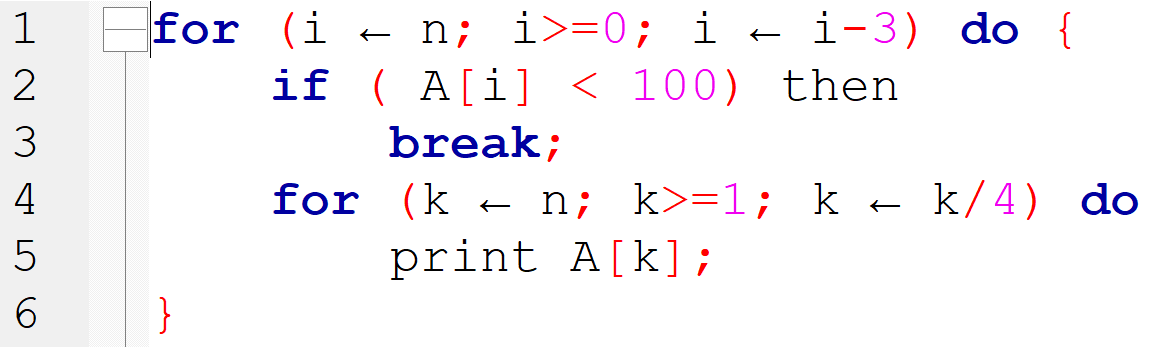 1 for (i ← n; i>=0; i ← i-3) do {
2 if ( A[i] < 100) then
3 break;
4 for (k ← n; k>=1; k ← k/4) do
5 print A[k];
6 }